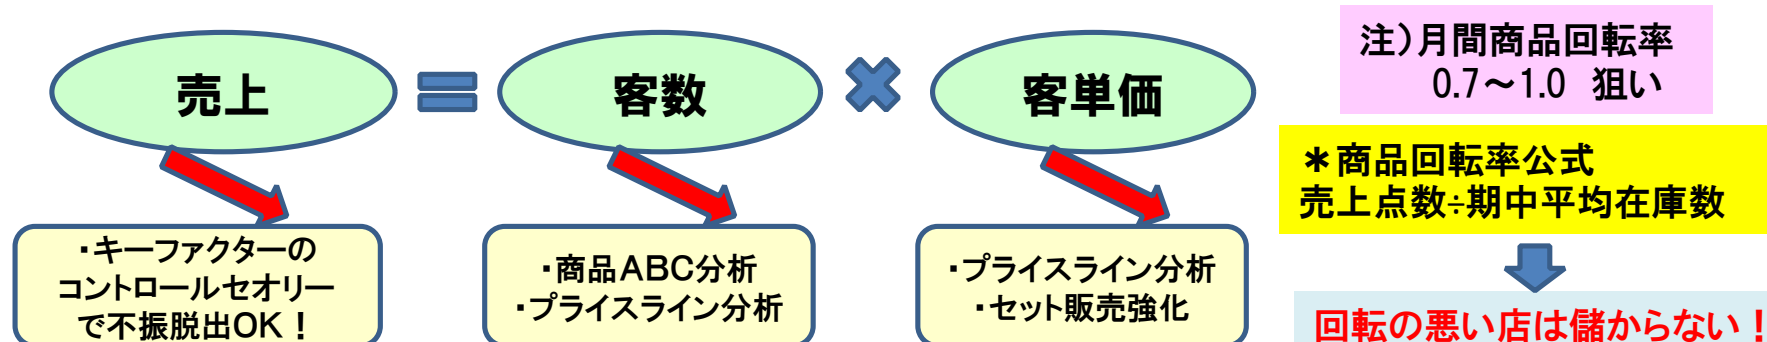 売上
客数
客単価
・キーファクターの
コントロールセオリー
で不振脱出OK！
・商品ABC分析
・プライスライン分析
・プライスライン分析
・セット販売強化
注）月間商品回転率
0.7～1.0 狙い
＊商品回転率公式
売上点数÷期中平均在庫数
回転の悪い店は儲からない！